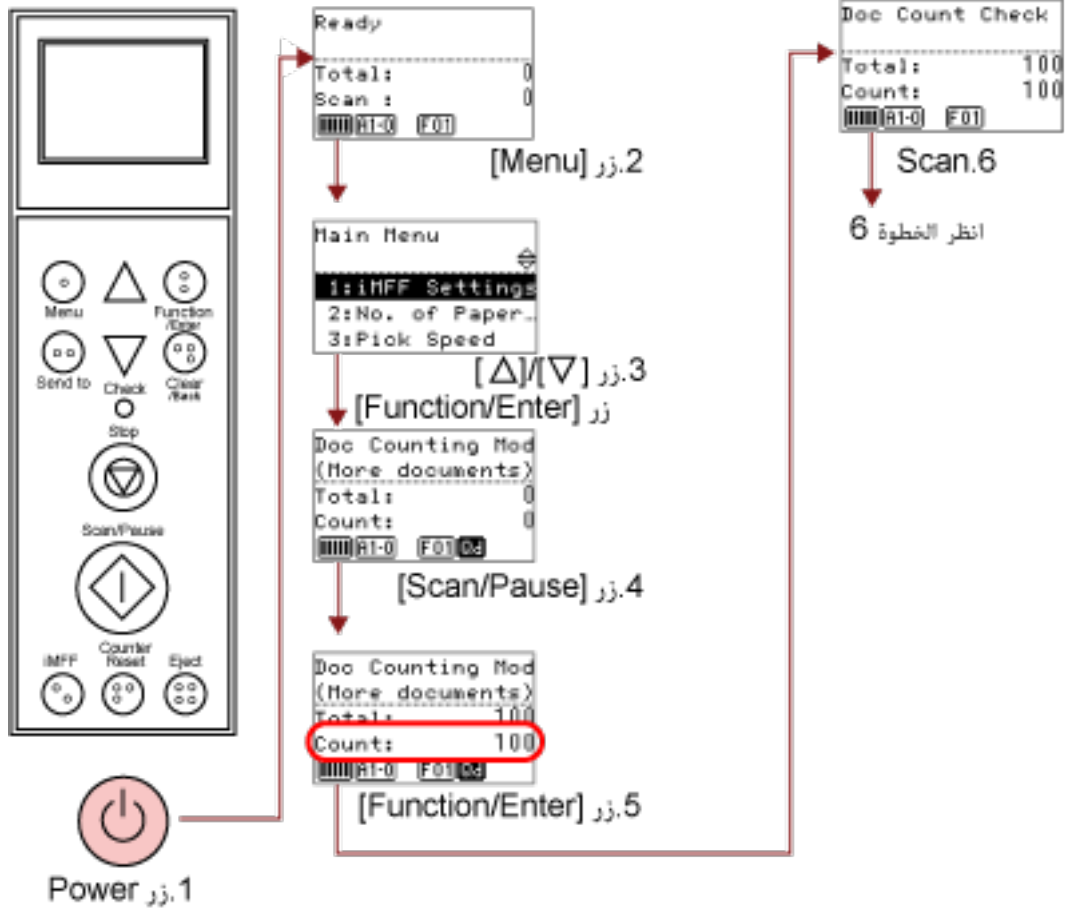 Menu
Function
/Enter
Send to
Check
Clear
/Back
Stop
Scan/Pause
iMFF
Counter
Reset
Eject
1.زر Power
Ready
Total: 0
Scan : 0
A1-0 F01
2.زر [Menu]
Main Menu
1:iMFF Settings
2:No. of Paper…
3:Pick Speed
3.زر [△]/[▽]
زر [Function/Enter]
Doc Counting Mod
(More documents)
Total: 0
Count: 0
A1-0 F01 Dd
4.زر [Scan/Pause]
Doc Counting Mod
(More documents)
Total: 100
Count: 100
A1-0 F01 Dd
5.زر [Function/Enter]
Doc Count Check
Total: 100
Count: 100
A1-0 F01
6.Scan
انظر الخطوة 6